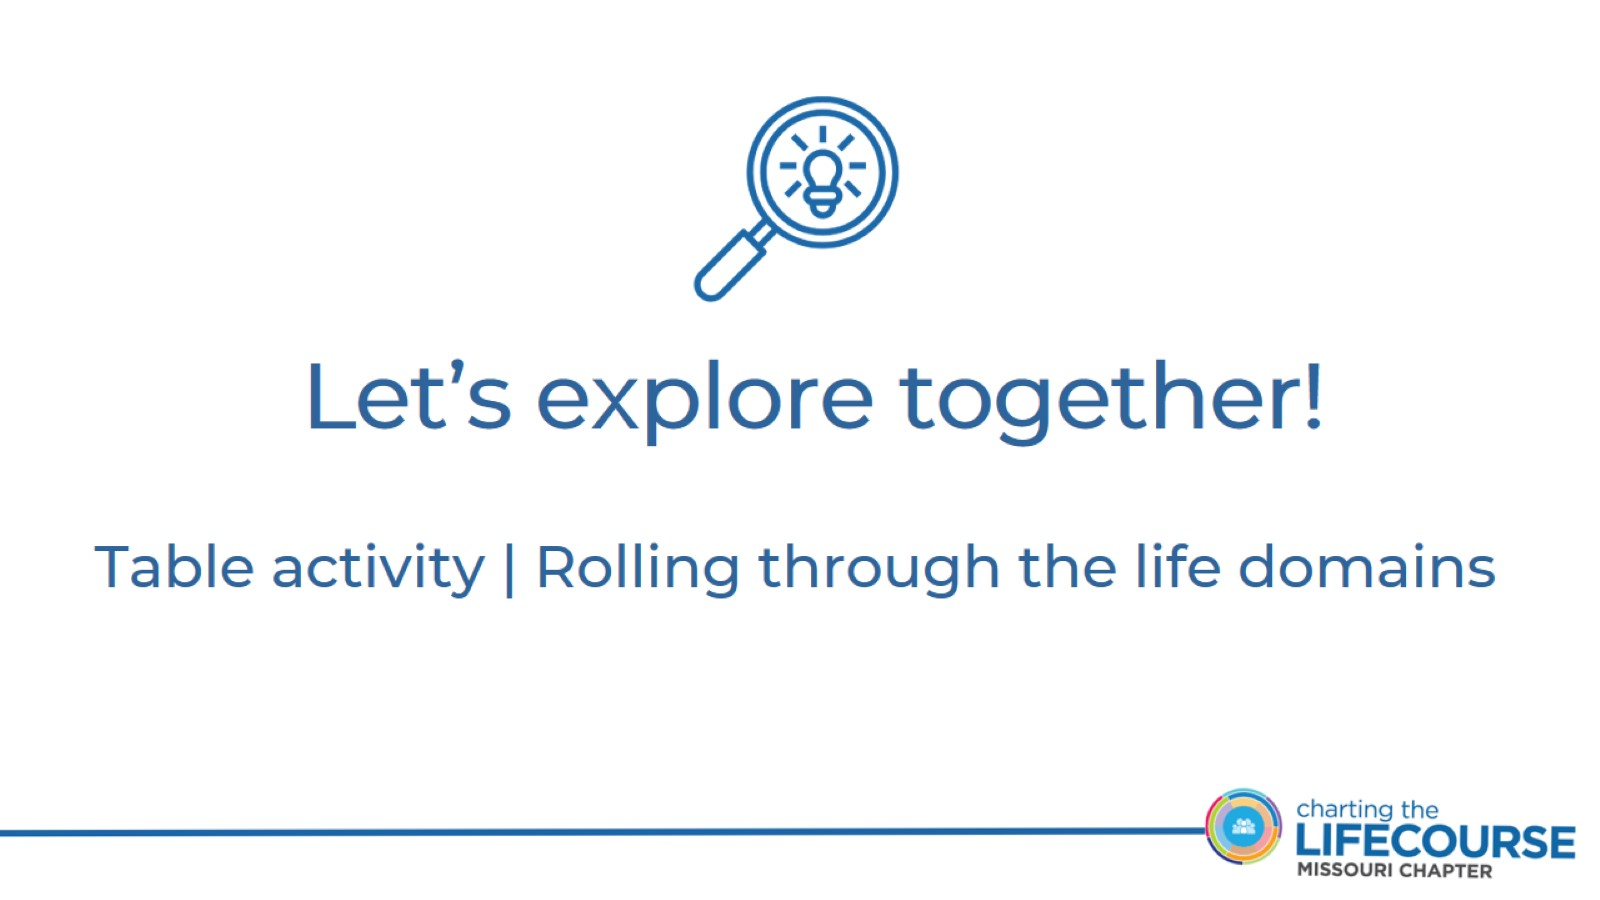 Let’s explore together!
Table activity | Rolling through the life domains
charting the
LIFECOURSE
MISSOURI CHAPTER